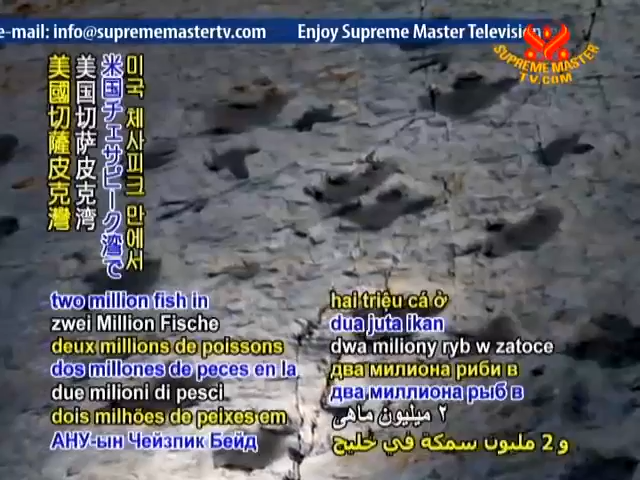 e-mail: info@suprememastertv.com
Enjoy Supreme Master Television
SUPREME MASTER
TV.COM
美國切薩皮克灣
美国切萨皮克湾
米国チェサピーク湾で
미국 체사피크 만에서
two million fish in
zwei Million Fische
deux millions de poissons
dos millones de peces en la
due milioni di pesci
dois milhões de peixes em
АНУ-ын Чейзпик Бейд
hai triệu cá ở
dua juta ikan
dwa miliony ryb w zatoce
два милиона риби в
два миллиона рыб в
۲ میلیون ماهی
و 2 مليون سمكة في خليج